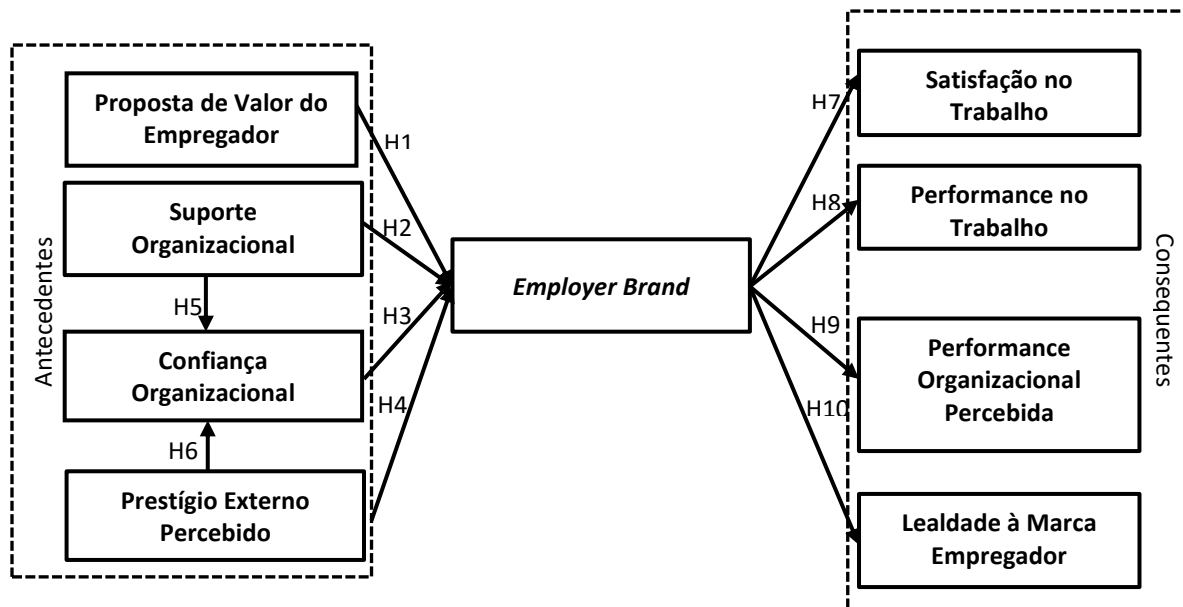 Antecedentes
Proposta de Valor do
Empregador
Suporte
Organizacional
H5
Confiança
Organizacional
H6
Prestígio Externo
Percebido
H1
H2
H3
H4
Employer Brand
H7
H8
H9
H10
Satisfação no
Trabalho
Performance no
Trabalho
Performance
Organizacional
Percebida
Lealdade à Marca
Empregador
Consequentes